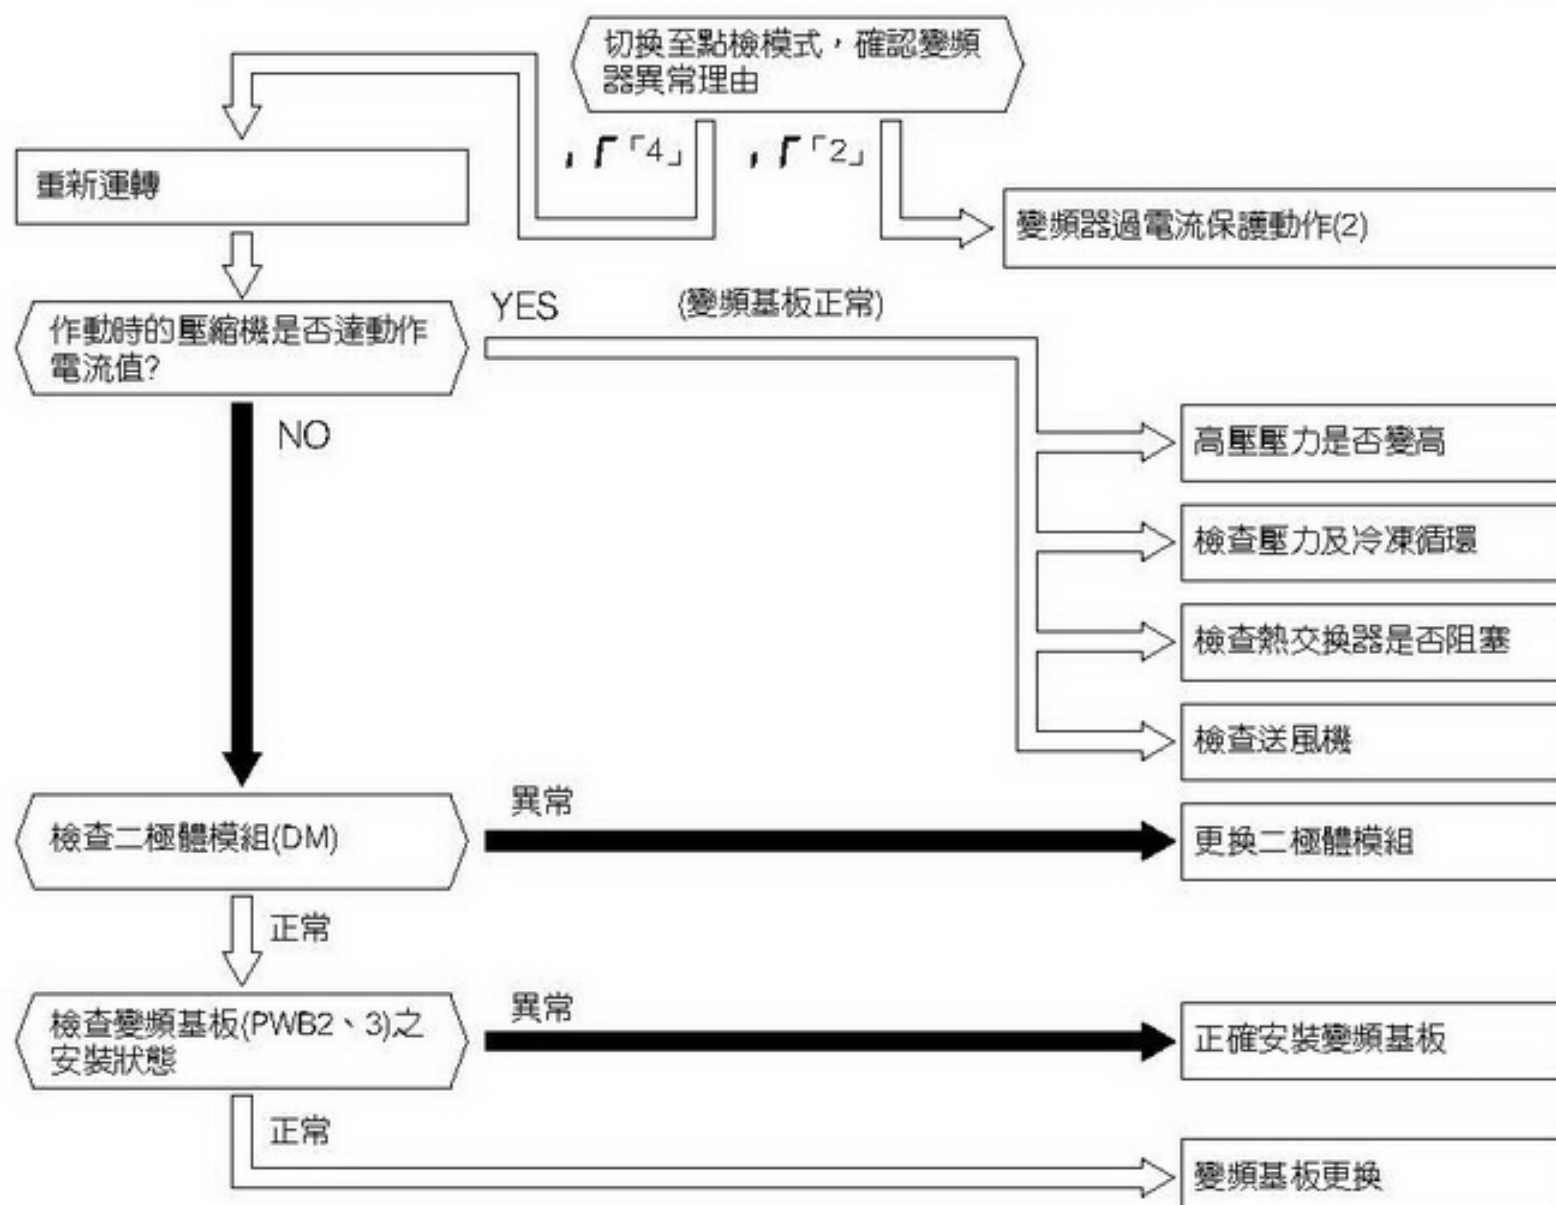 切換至點檢模式，確認變頻
器異常理由
「4」
「2」
重新運轉
變頻器過電流保護動作(2)
作動時的壓縮機是否達動作
電流值?
YES
(變頻基板正常)
NO
高壓壓力是否變高
檢查壓力及冷凍循環
檢查熱交換器是否阻塞
檢查送風機
檢查二極體模組(DM)
異常
更換二極體模組
正常
檢查變頻基板(PWB2、3)之
安裝狀態
異常
正確安裝變頻基板
正常
變頻基板更換